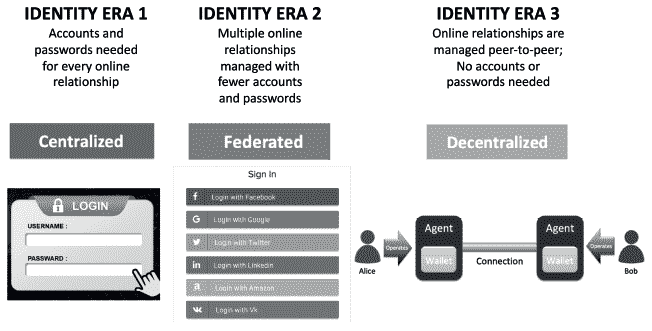 IDENTITY ERA 1
Accounts and
passwords needed
for every online
relationship
Centralized
LOGIN
USERNAME :
PASSWARD :
IDENTITY ERA 2
Multiple online
relationships
managed with
fewer accounts
and passwords
Federated
Sign In
Login with Facebook
Login with Google
Login with Twitter
Login with Linkedin
Login with Amazon
Login with Vk
IDENTITY ERA 3
Online relationships are
managed peer-to-peer;
No accounts or
passwords needed
Decentralized
Alice
Operates
Agent
Wallet
Connection
Agent
Wallet
Operates
Bob